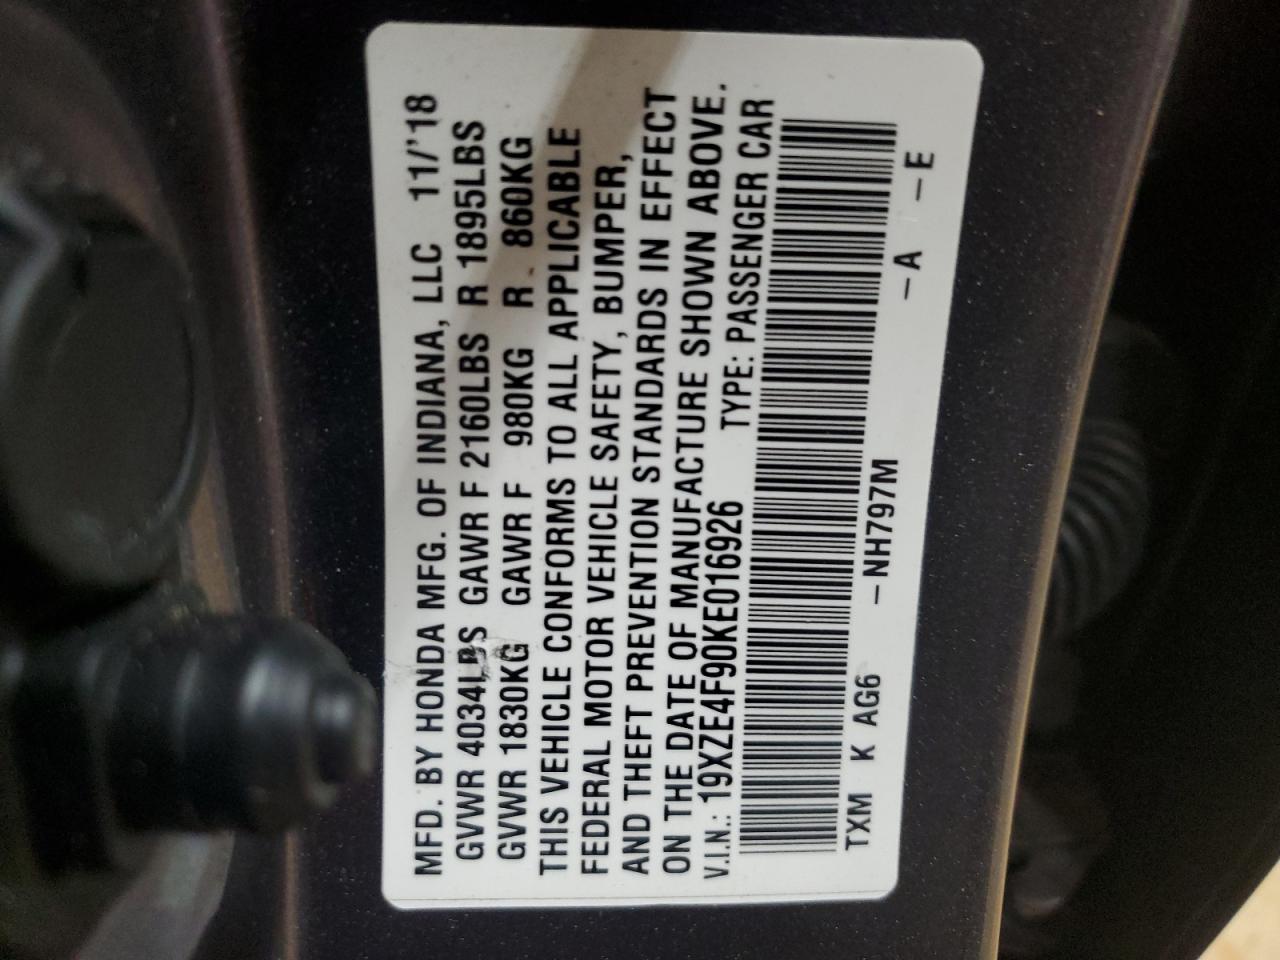 MFD. BY HONDA MFG. OF INDIANA, LLC 11/'18
GVWR 4034LBS GAWR F 2160LBS R 1895LBS
GVWR 1830KG GAWR F 980KG R 860KG
THIS VEHICLE CONFORMS TO ALL APPLICABLE
FEDERAL MOTOR VEHICLE SAFETY, BUMPER,
AND THEFT PREVENTION STANDARDS IN EFFECT
ON THE DATE OF MANUFACTURE SHOWN ABOVE.
V.I.N.: 19XZE4F90KE016926 TYPE: PASSENGER CAR
TXM K AG6 -NH797M -A -E